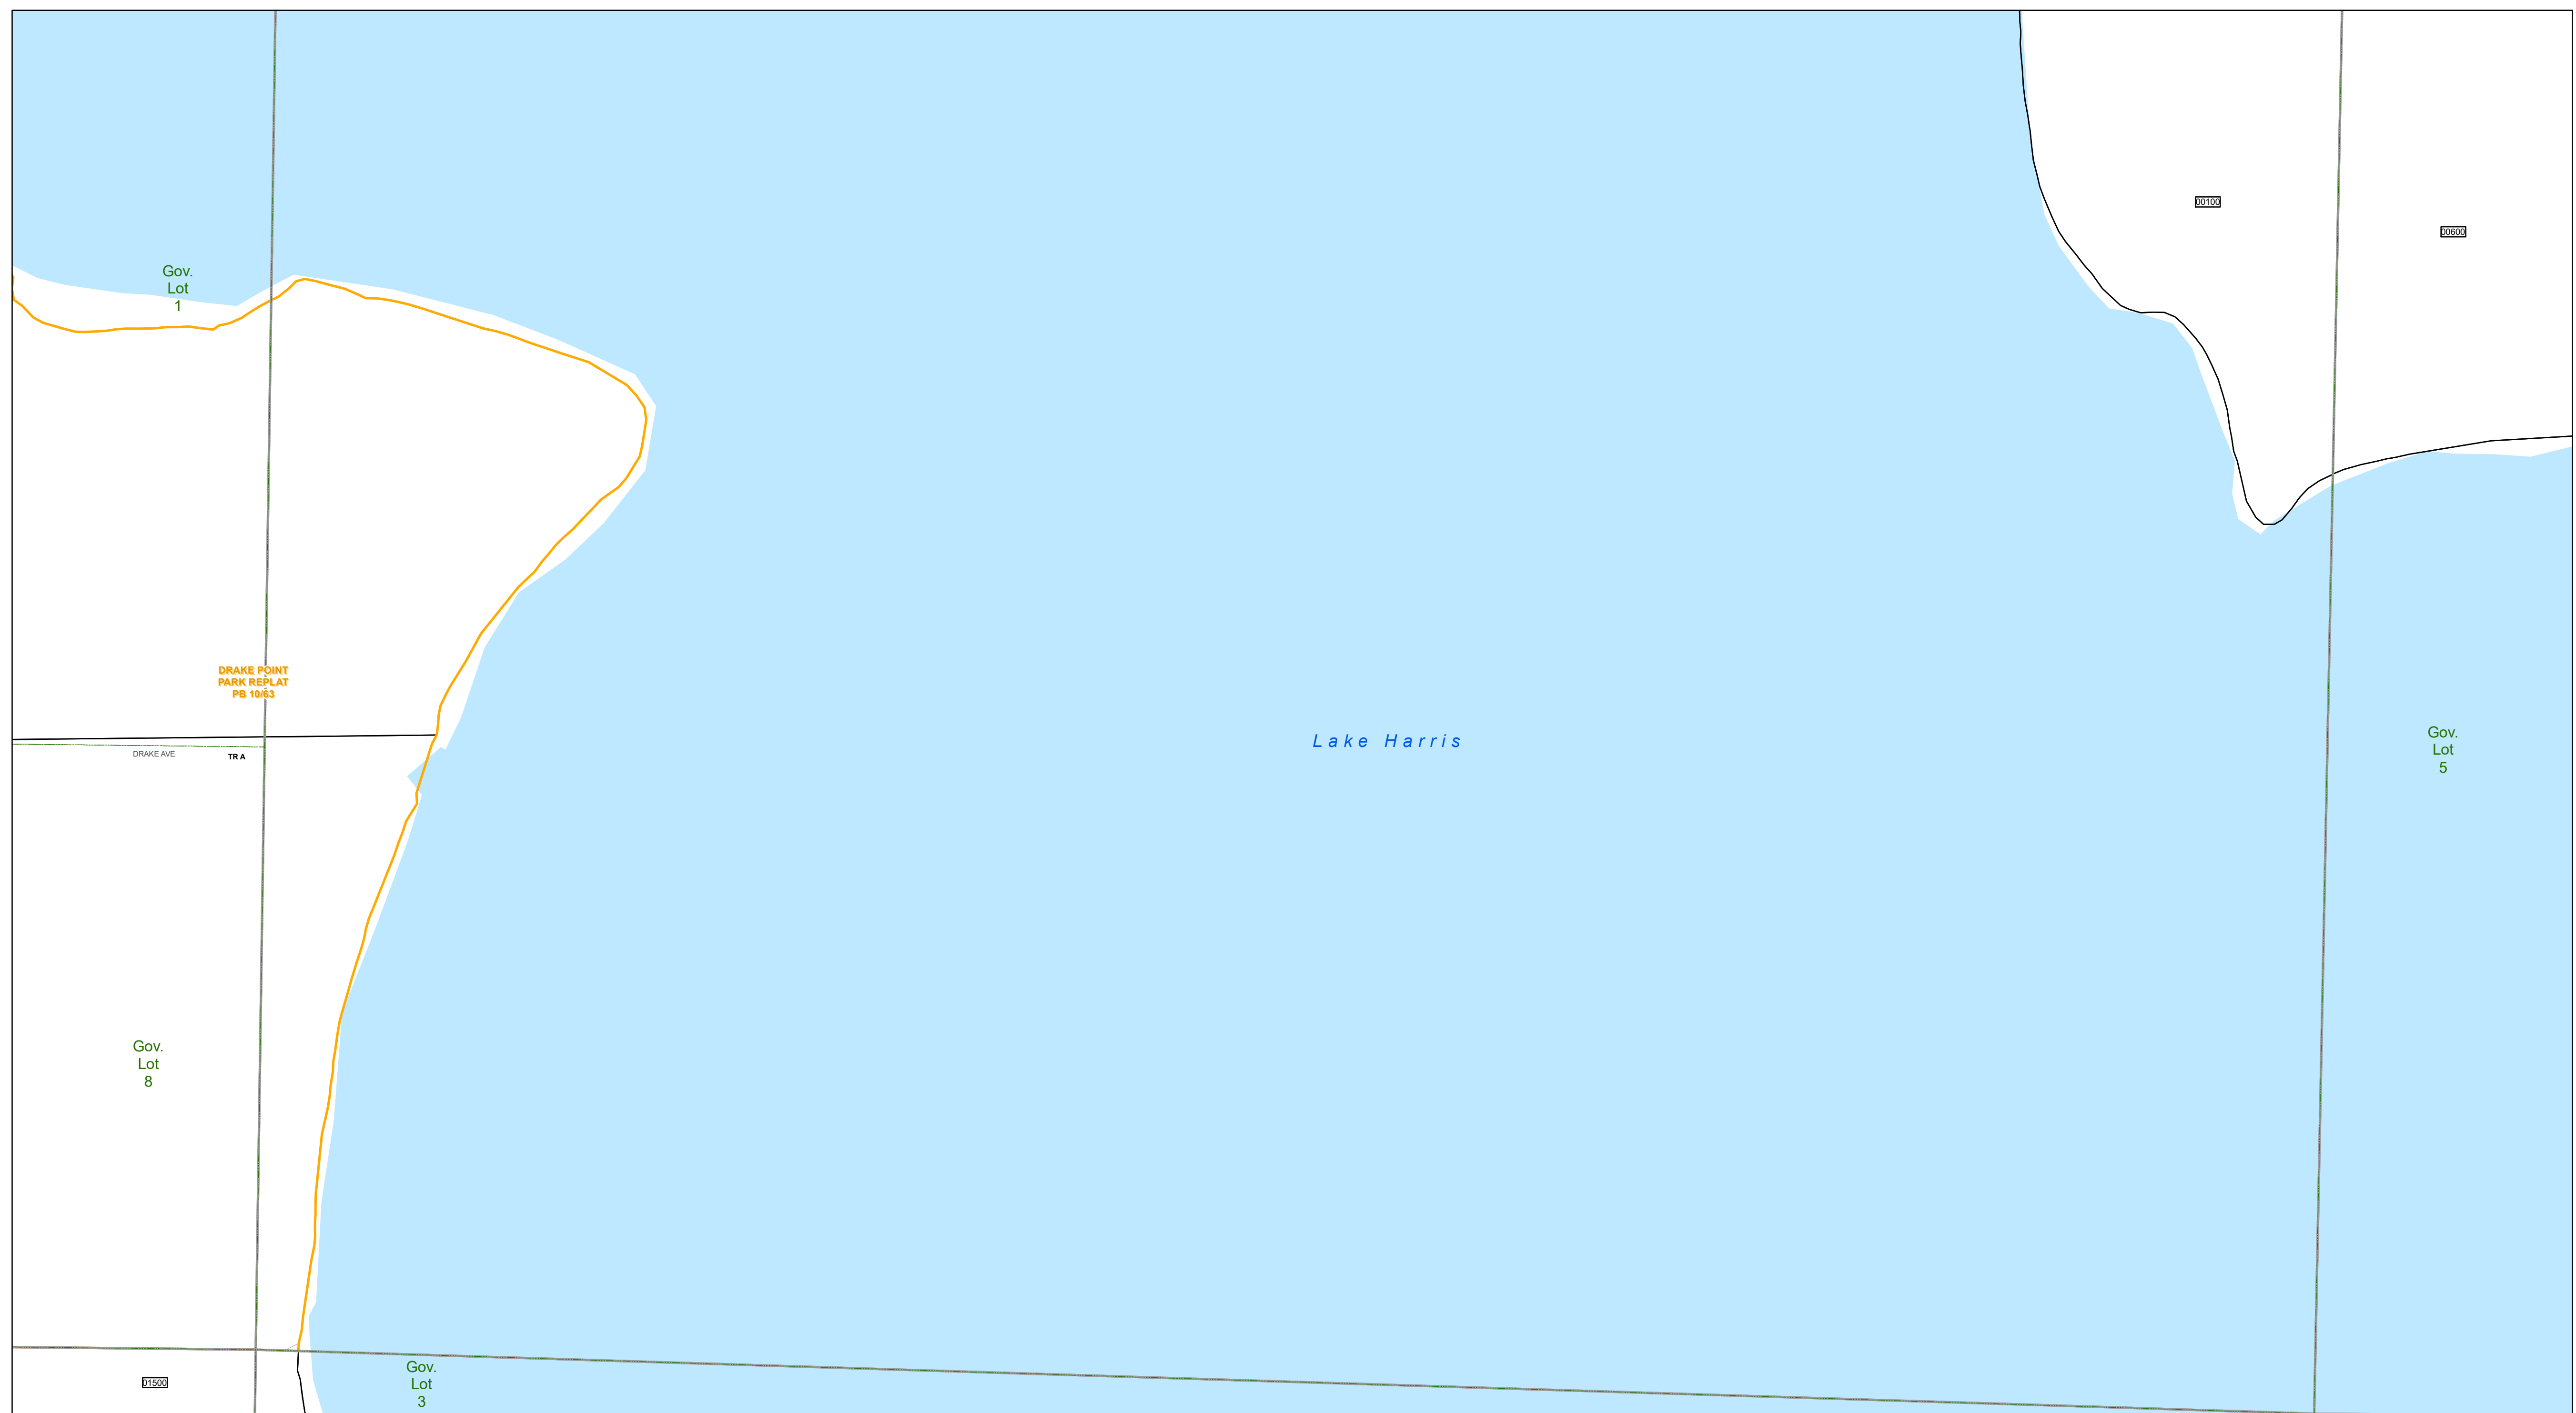 00100
00600
Gov.
Lot
1
DRAKE POINT
PARK REPLAT
PB 10/63
DRAKE AVE
TR A
Lake Harris
Gov.
Lot
5
Gov.
Lot
8
Gov.
Lot
3
01500